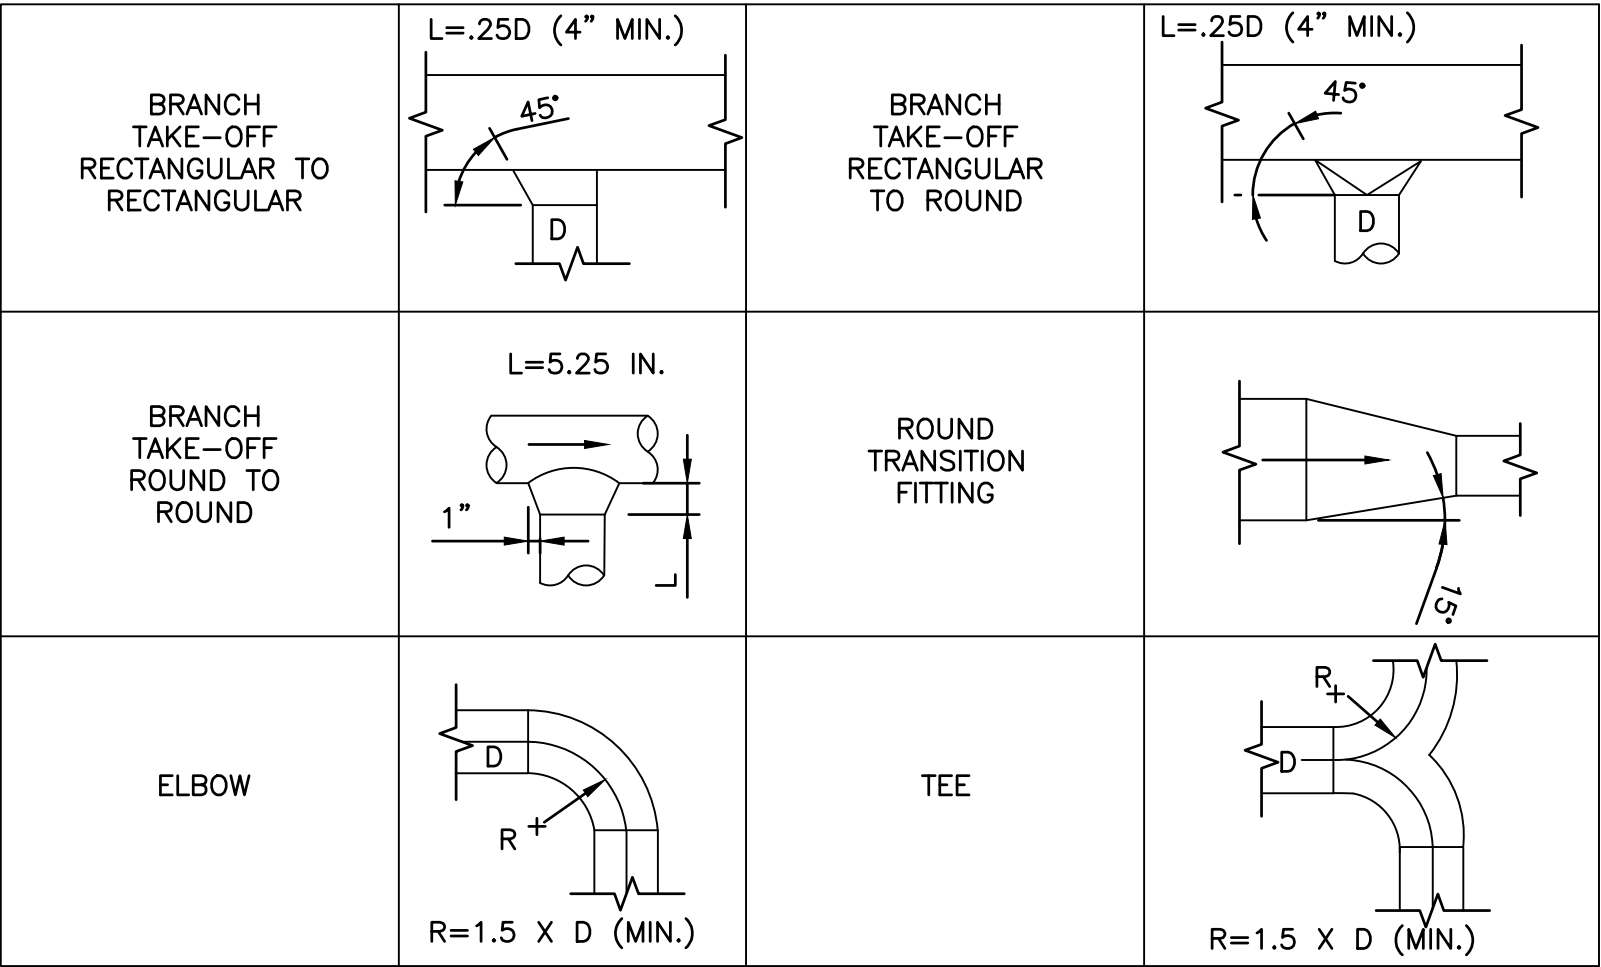 BRANCH
TAKE-OFF
RECTANGULAR TO
RECTANGULAR
L=.25D (4” MIN.)
45°
D
BRANCH
TAKE-OFF
RECTANGULAR
TO ROUND
L=.25D (4” MIN.)
45°
D
BRANCH
TAKE-OFF
ROUND TO
ROUND
L=5.25 IN.
1”
L
ROUND
TRANSITION
FITTING
15°
ELBOW
D
R
R=1.5 X D (MIN.)
TEE
R
D
R=1.5 X D (MIN.)